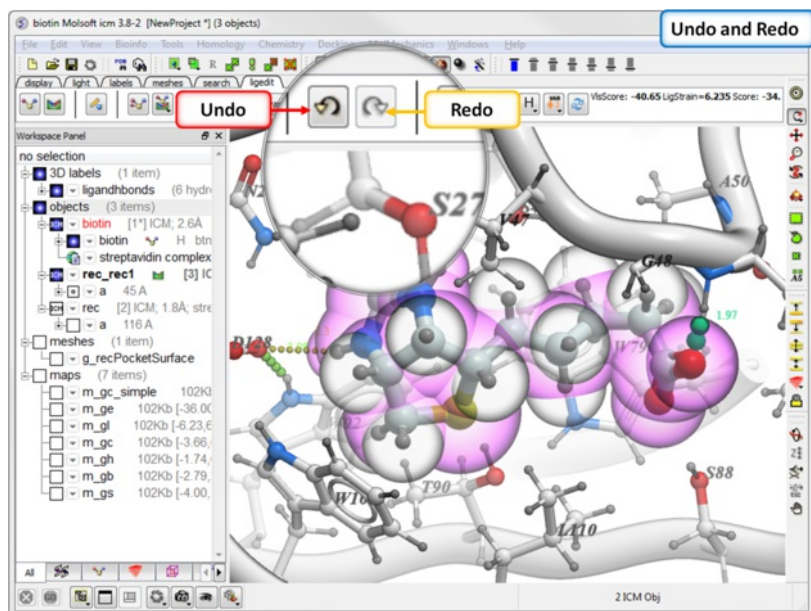 biotin Molsoft icm 3.8-2 [NewProject *] (3 objects)
Undo and Redo
File Edit View Bioinfo Tools Homology Chemistry Docking MolMechanics Windows Help
display light labels meshes search ligedit
Undo
Redo
VlsScore: -40.65 LigStrain=6.235 Score: -34.
Workspace Panel
no selection
3D labels (1 item)
ligandhbonds (6 hydro
objects (3 items)
biotin [1*] ICM; 2.6Å
biotin H btn
streptavidin complex
rec_rec1 [3] IC
a 45 A
rec [2] ICM; 1.8Å; stre
a 116 A
meshes (1 item)
g_recPocketSurface
maps (7 items)
m_gc_simple 102Kb
m_ge 102Kb [-36.00
m_gl 102Kb [-6.23,6
m_gc 102Kb [-3.66,
m_gh 102Kb [-1.74,
m_gb 102Kb [-2.79,
m_gs 102Kb [-4.00,
All
S27
A50
G48
1.97
D128
W79
T90
S88
L110
2 ICM Obj